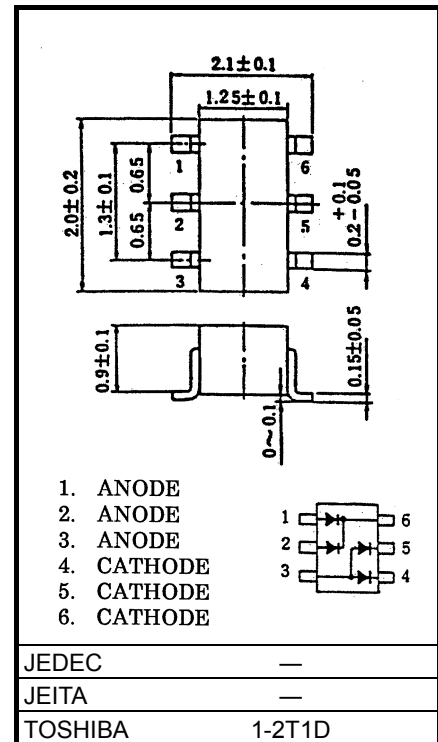 2.1±0.1
1.25±0.1
2.0±0.2
1.3±0.1
0.65
0.65
1
2
3
6
5
4
+0.1
0.2-0.05
0.9±0.1
0.15±0.05
0~0.1
1. ANODE
2. ANODE
3. ANODE
4. CATHODE
5. CATHODE
6. CATHODE
1 6
2 5
3 4
JEDEC —
JEITA —
TOSHIBA 1-2T1D